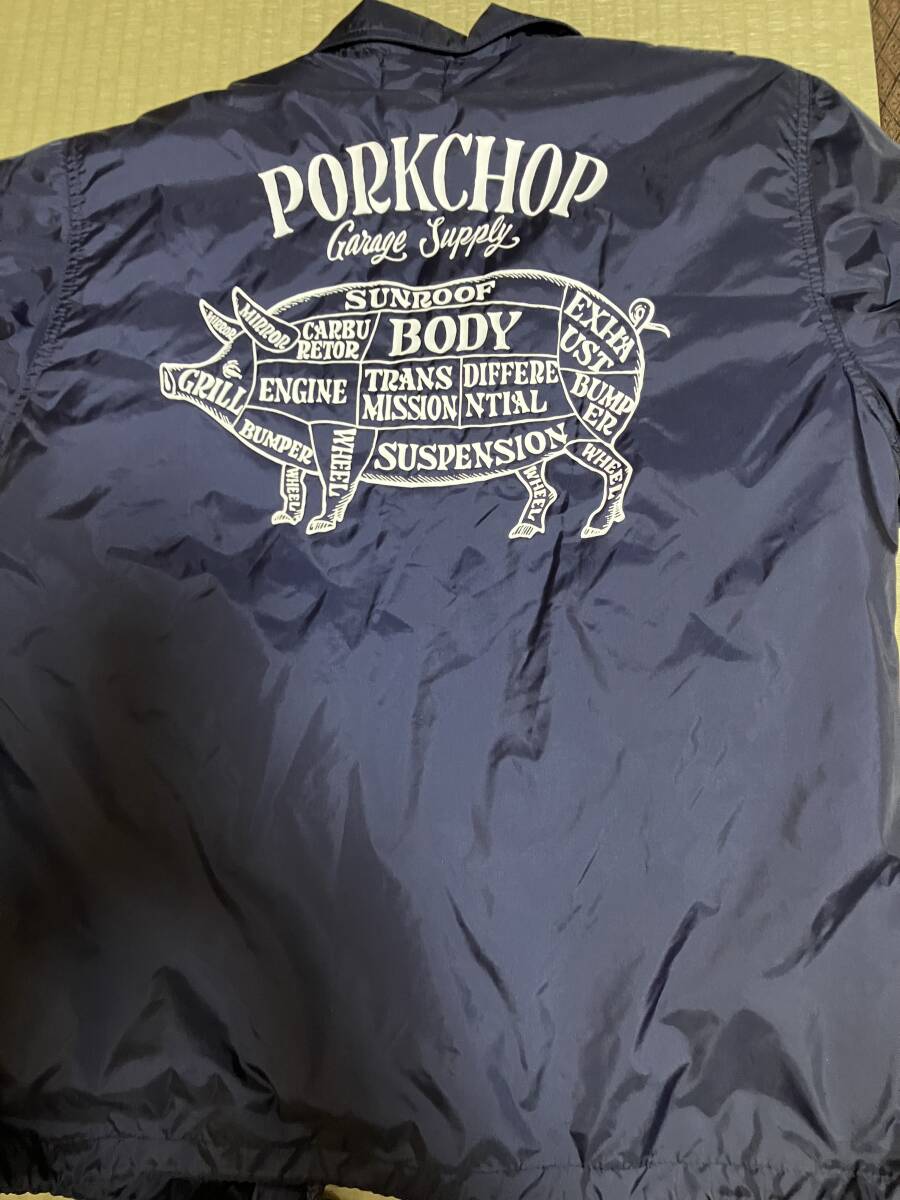 PORKCHOP
Garage Supply
SUNROOF
MIRROR
MIRROR
CARBU
RETOR
BODY
EXHA
UST
GRILL
ENGINE
TRANS
MISSION
DIFFERE
NTIAL
BUMP
ER
BUMPER
WHEEL
SUSPENSION
WHEEL
WHEEL
WHEEL